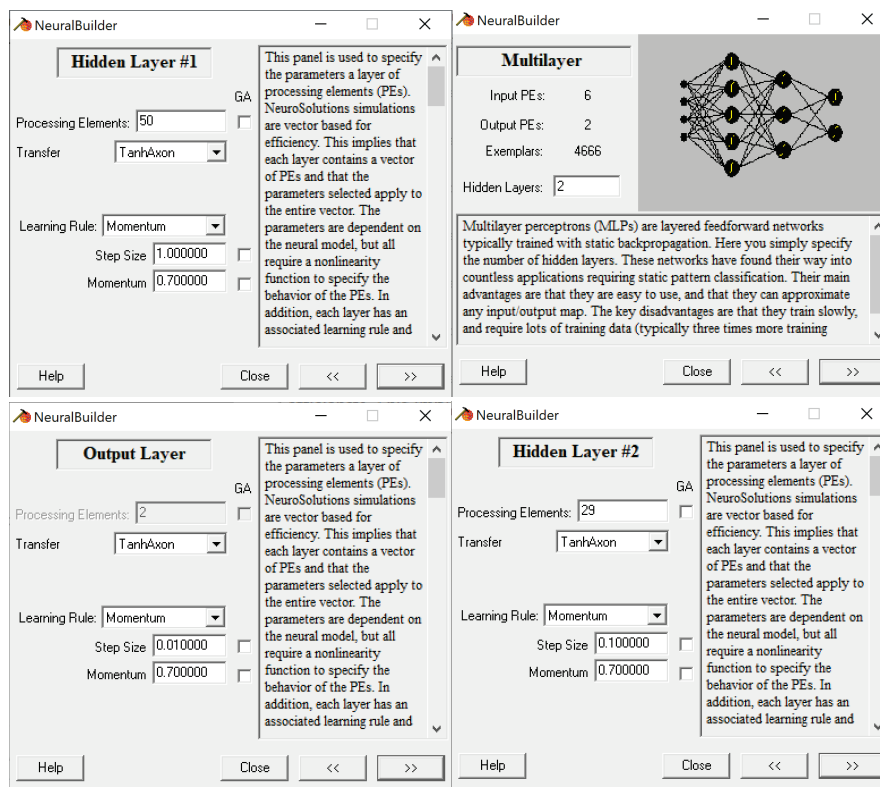 NeuralBuilder
Hidden Layer #1
GA
Processing Elements: 50
Transfer TanhAxon
Learning Rule: Momentum
Step Size 1.000000
Momentum 0.700000
This panel is used to specify
the parameters a layer of
processing elements (PEs).
NeuroSolutions simulations
are vector based for
efficiency. This implies that
each layer contains a vector
of PEs and that the
parameters selected apply to
the entire vector. The
parameters are dependent on
the neural model, but all
require a nonlinearity
function to specify the
behavior of the PEs. In
addition, each layer has an
associated learning rule and
Help Close << >>
NeuralBuilder
Multilayer
Input PEs: 6
Output PEs: 2
Exemplars: 4666
Hidden Layers: 2
Multilayer perceptrons (MLPs) are layered feedforward networks
typically trained with static backpropagation. Here you simply specify
the number of hidden layers. These networks have found their way into
countless applications requiring static pattern classification. Their main
advantages are that they are easy to use, and that they can approximate
any input/output map. The key disadvantages are that they train slowly,
and require lots of training data (typically three times more training
Help Close << >>
NeuralBuilder
Output Layer
GA
Processing Elements: 2
Transfer TanhAxon
Learning Rule: Momentum
Step Size 0.010000
Momentum 0.700000
This panel is used to specify
the parameters a layer of
processing elements (PEs).
NeuroSolutions simulations
are vector based for
efficiency. This implies that
each layer contains a vector
of PEs and that the
parameters selected apply to
the entire vector. The
parameters are dependent on
the neural model, but all
require a nonlinearity
function to specify the
behavior of the PEs. In
addition, each layer has an
associated learning rule and
Help Close << >>
NeuralBuilder
Hidden Layer #2
GA
Processing Elements: 29
Transfer TanhAxon
Learning Rule: Momentum
Step Size 0.100000
Momentum 0.700000
This panel is used to specify
the parameters a layer of
processing elements (PEs).
NeuroSolutions simulations
are vector based for
efficiency. This implies that
each layer contains a vector
of PEs and that the
parameters selected apply to
the entire vector. The
parameters are dependent on
the neural model, but all
require a nonlinearity
function to specify the
behavior of the PEs. In
addition, each layer has an
associated learning rule and
Help Close << >>